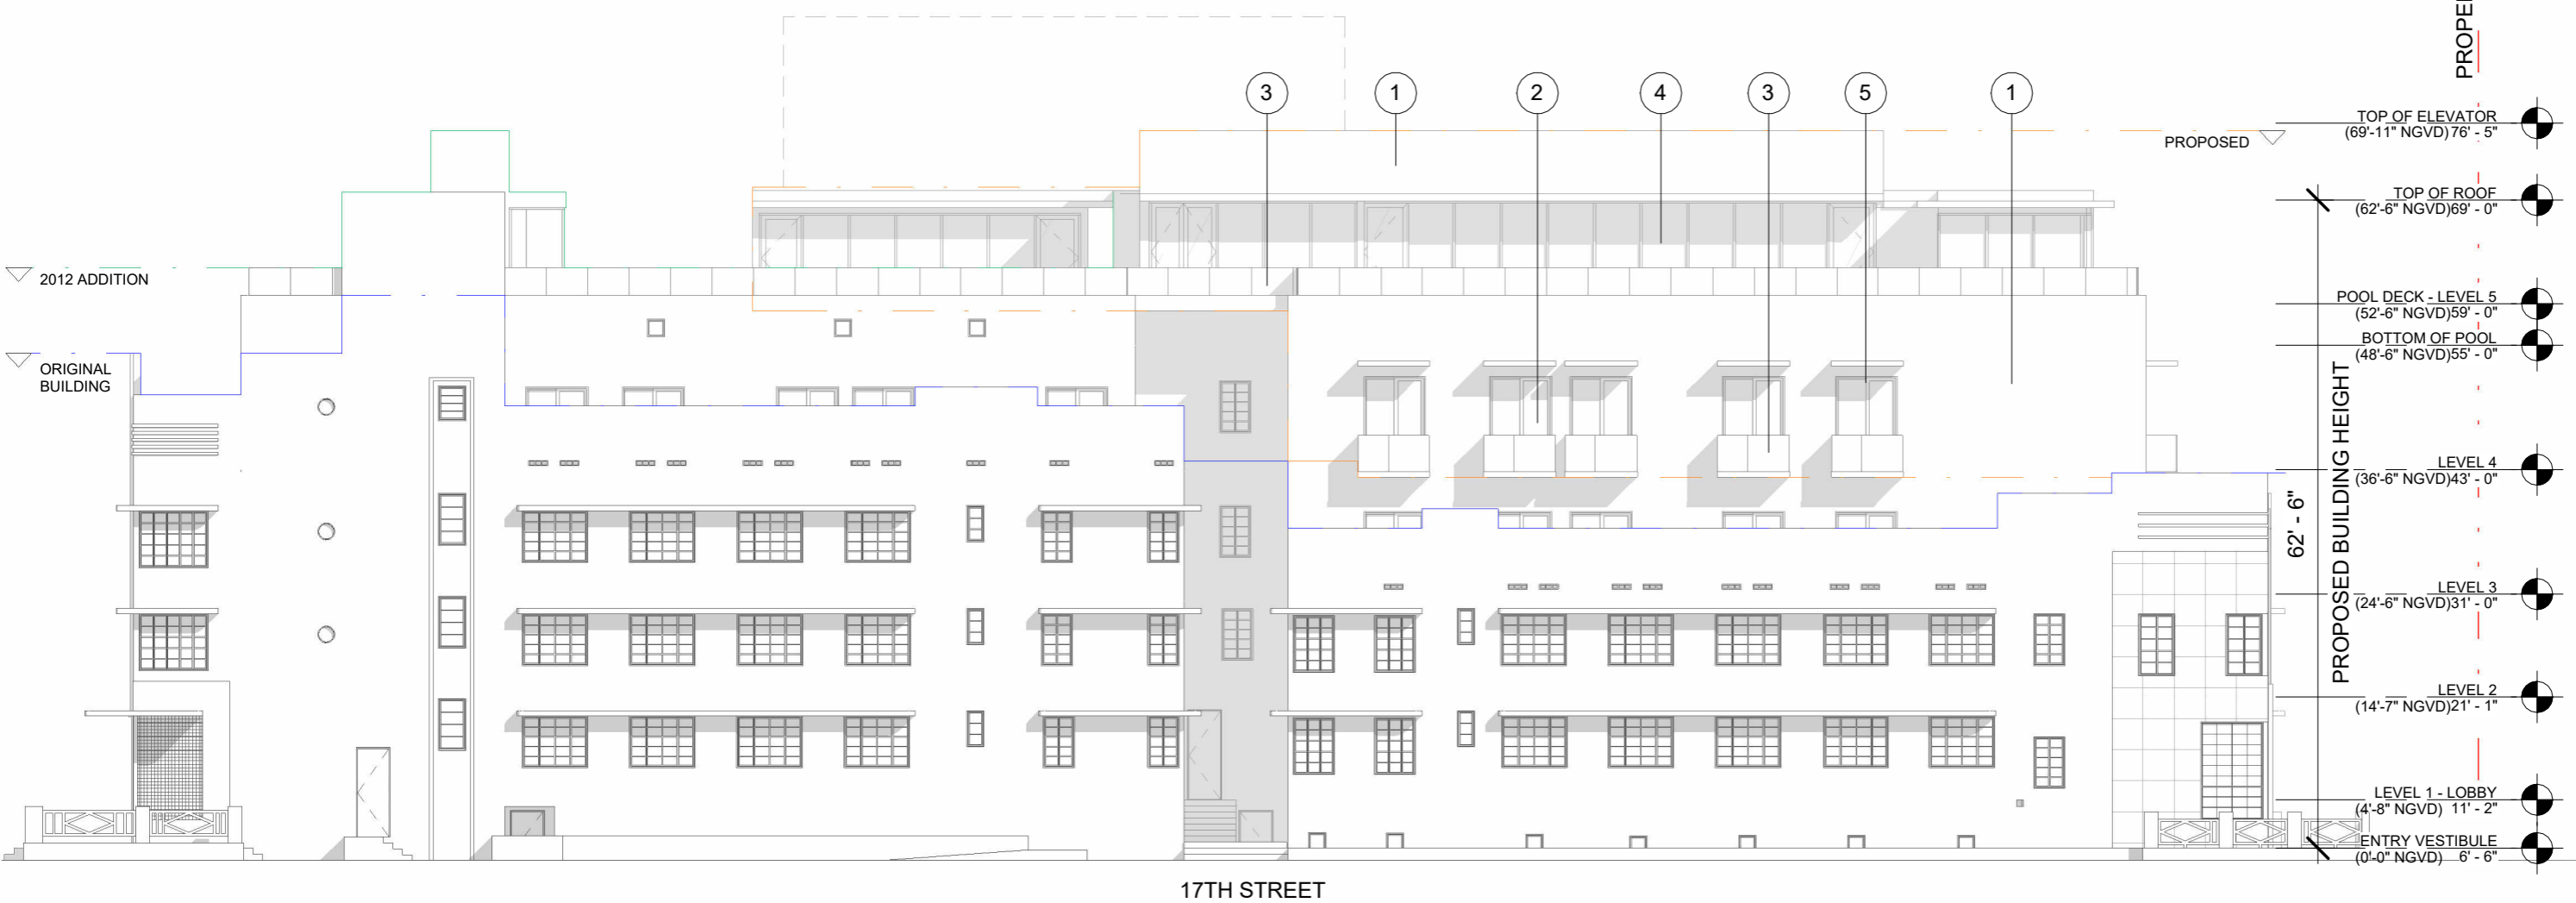 PROPE
3
1
2
4
3
5
1
TOP OF ELEVATOR
(69'-11" NGVD) 76' - 5"
PROPOSED
TOP OF ROOF
(62'-6" NGVD)69' - 0"
2012 ADDITION
POOL DECK - LEVEL 5
(52'-6" NGVD)59' - 0"
BOTTOM OF POOL
(48'-6" NGVD)55' - 0"
ORIGINAL
BUILDING
LEVEL 4
(36'-6" NGVD)43' - 0"
62' - 6"
PROPOSED BUILDING HEIGHT
LEVEL 3
(24'-6" NGVD)31' - 0"
LEVEL 2
(14'-7" NGVD)21' - 1"
LEVEL 1 - LOBBY
(4'-8" NGVD) 11' - 2"
ENTRY VESTIBULE
(0'-0" NGVD) 6' - 6"
17TH STREET